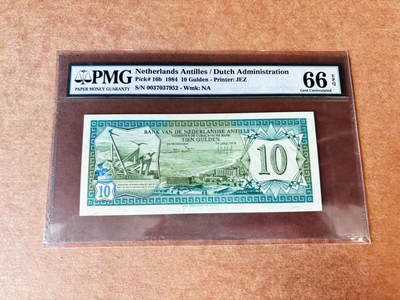 PMG
PAPER MONEY GUARANTY
Netherlands Antilles / Dutch Administration
Pick# 16b 1984 10 Gulden - Printer: JEZ
S/N 0037037952 - Wmk: NA
66 EPQ
Gem Uncirculated
BANK VAN DE NEDERLANDSE ANTILLEN
TIEN GULDEN
10
10